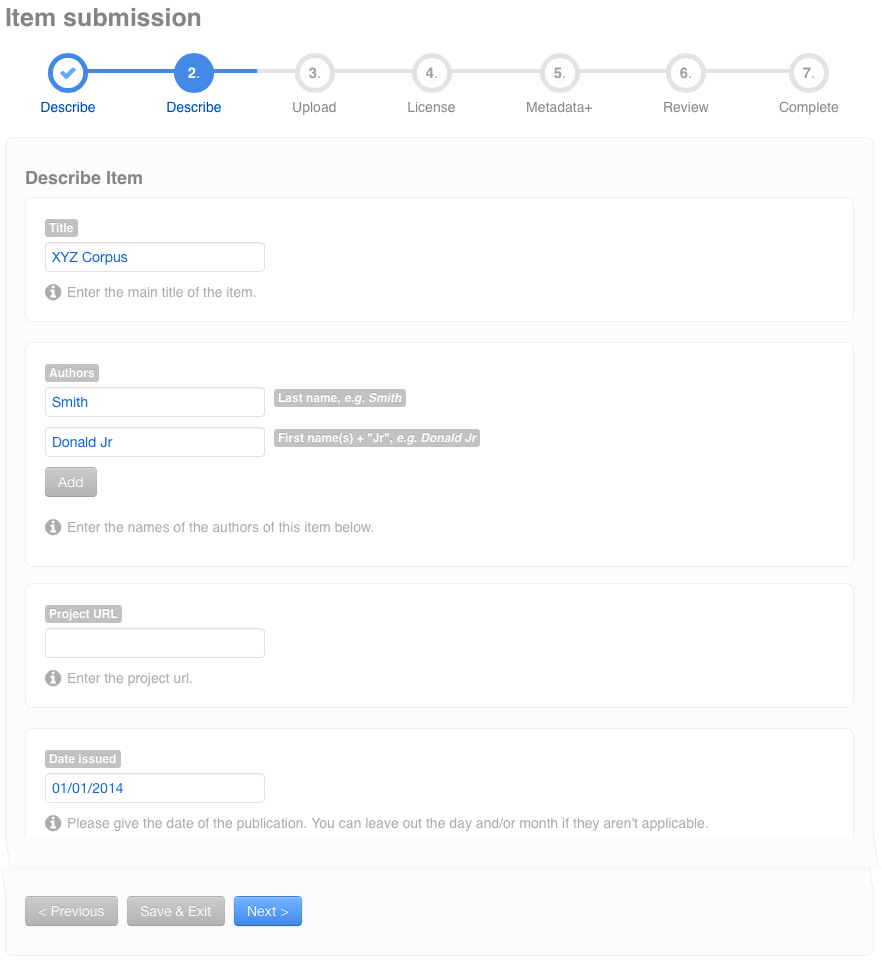 Item submission
2. 3. 4. 5. 6. 7.
Describe Describe Upload License Metadata+ Review Complete
Describe Item
Title
XYZ Corpus
Enter the main title of the item.
Authors
Smith Last name, e.g. Smith
Donald Jr First name(s) + "Jr", e.g. Donald Jr
Add
Enter the names of the authors of this item below.
Project URL
Enter the project url.
Date issued
01/01/2014
Please give the date of the publication. You can leave out the day and/or month if they aren't applicable.
< Previous Save & Exit Next >